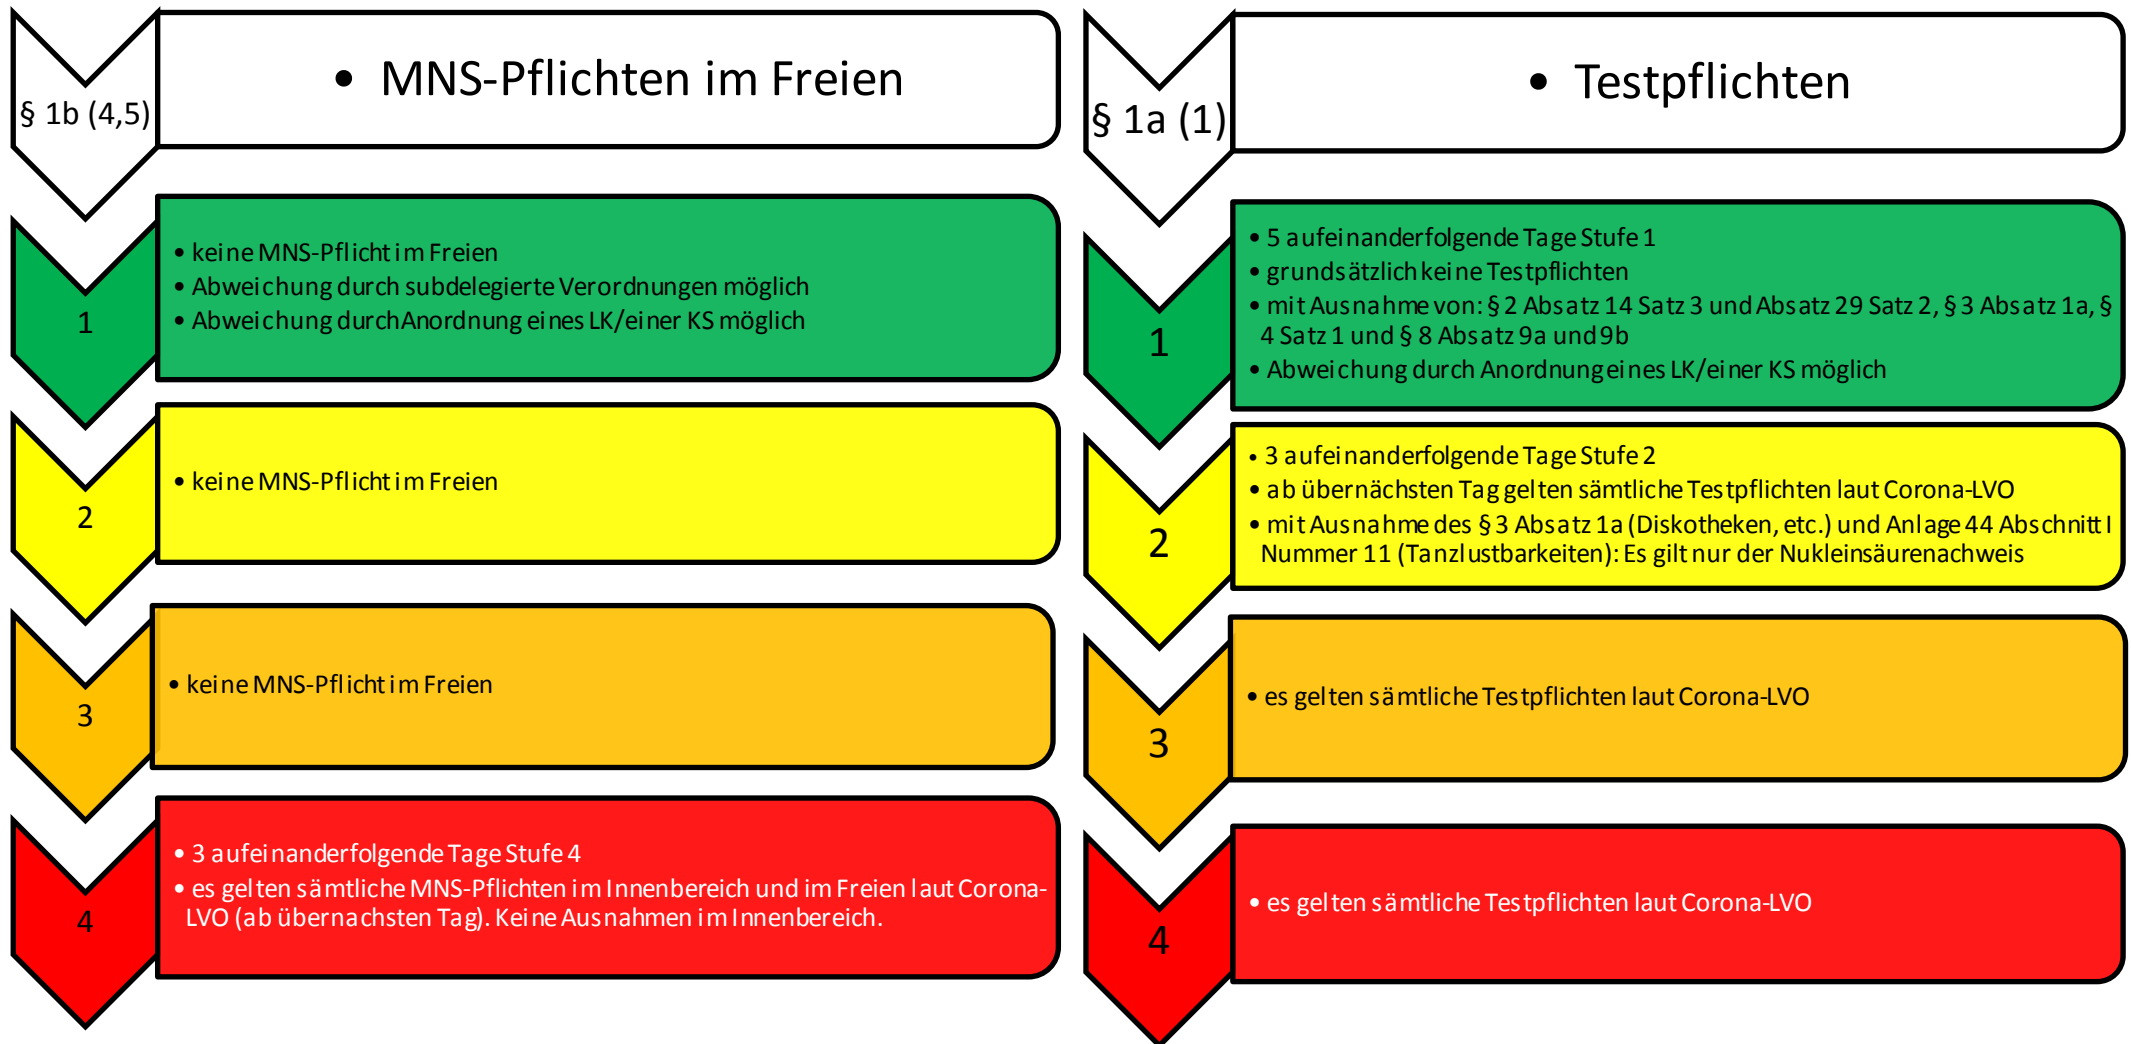 § 1b (4,5)
• MNS-Pflichten im Freien
1
• keine MNS-Pflicht im Freien
• Abweichung durch subdelegierte Verordnungen möglich
• Abweichung durch Anordnung eines LK/einer KS möglich
2
• keine MNS-Pflicht im Freien
3
• keine MNS-Pflicht im Freien
4
• 3 aufeinanderfolgende Tage Stufe 4
• es gelten sämtliche MNS-Pflichten im Innenbereich und im Freien laut Corona-
LVO (ab übernachsten Tag). Keine Ausnahmen im Innenbereich.
§ 1a (1)
• Testpflichten
1
• 5 aufeinanderfolgende Tage Stufe 1
• grundsätzlich keine Testpflichten
• mit Ausnahme von: § 2 Absatz 14 Satz 3 und Absatz 29 Satz 2, § 3 Absatz 1a, §
4 Satz 1 und § 8 Absatz 9a und 9b
• Abweichung durch Anordnung eines LK/einer KS möglich
2
• 3 aufeinanderfolgende Tage Stufe 2
• ab übernächsten Tag gelten sämtliche Testpflichten laut Corona-LVO
• mit Ausnahme des § 3 Absatz 1a (Diskotheken, etc.) und Anlage 44 Abschnitt I
Nummer 11 (Tanzlustbarkeiten): Es gilt nur der Nukleinsäurenachweis
3
• es gelten sämtliche Testpflichten laut Corona-LVO
4
• es gelten sämtliche Testpflichten laut Corona-LVO